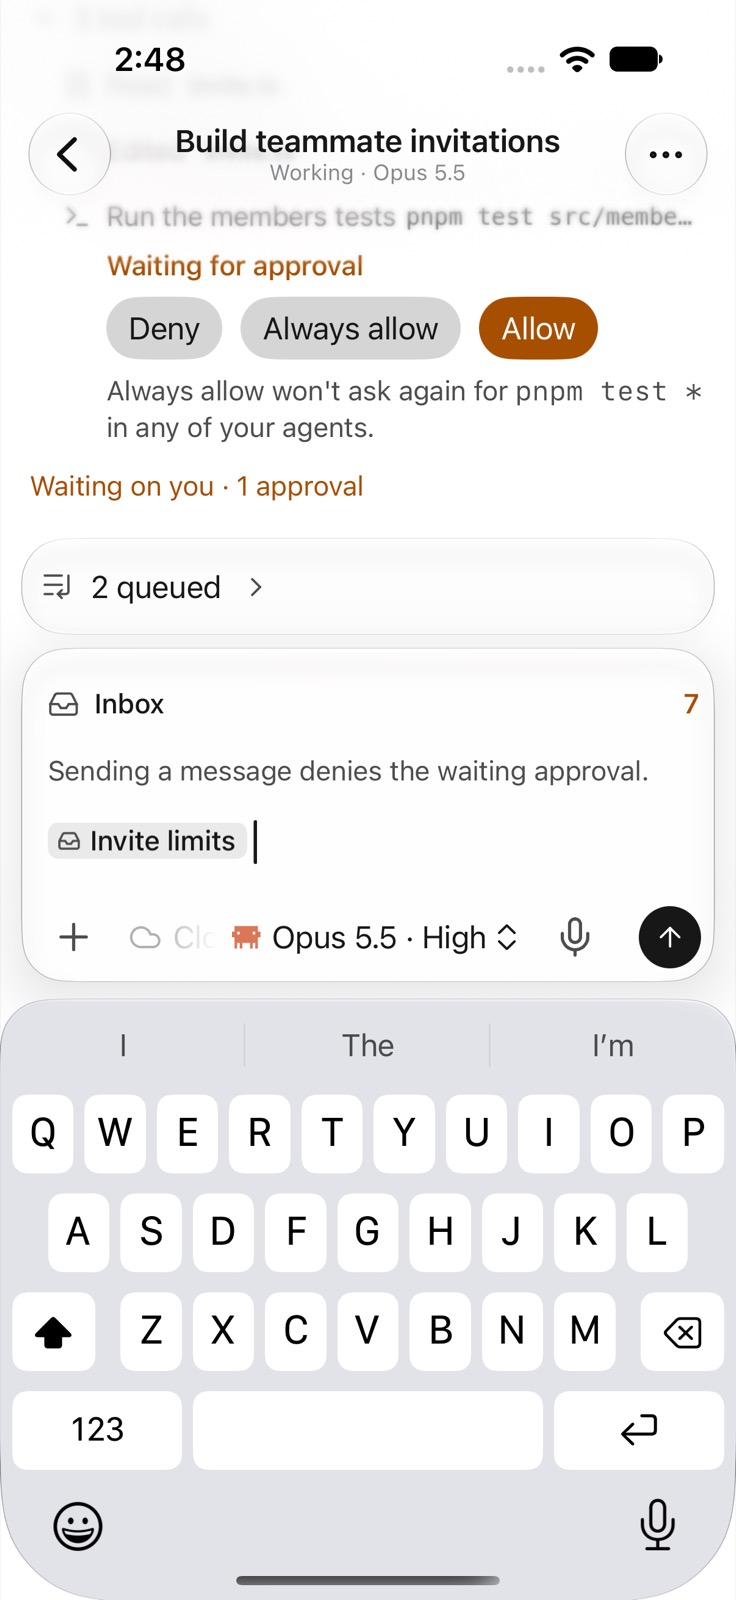 2:48
Build teammate invitations
Working · Opus 5.5
Run the members tests pnpm test src/membe…
Waiting for approval
Deny
Always allow
Allow
Always allow won't ask again for pnpm test *
in any of your agents.
Waiting on you · 1 approval
2 queued
Inbox
7
Sending a message denies the waiting approval.
Invite limits
Opus 5.5 · High
I
The
I’m
Q W E R T Y U I O P
A S D F G H J K L
Z X C V B N M
123